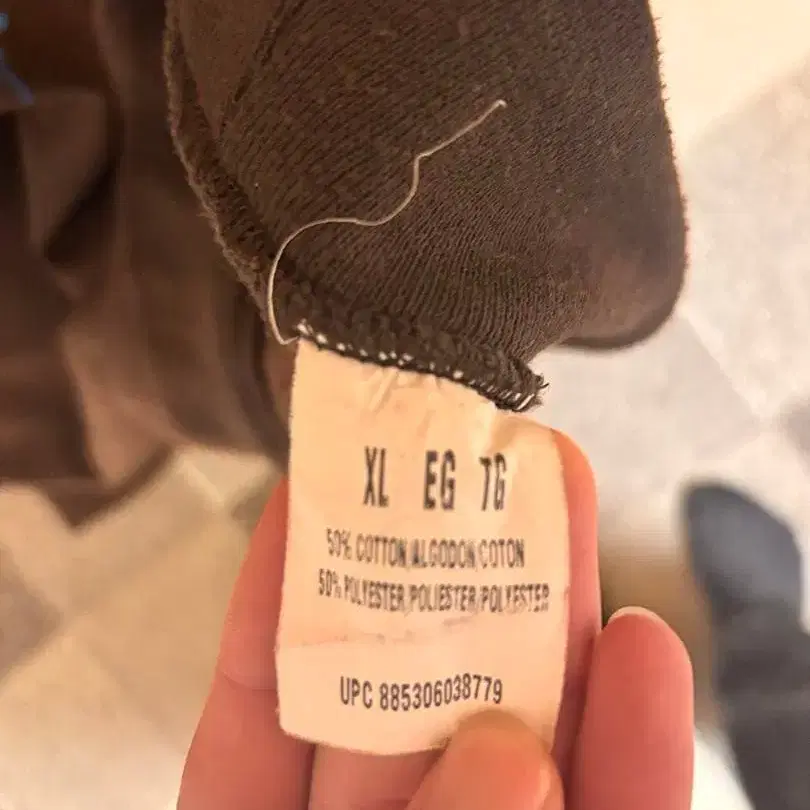 XL EG TG
50% COTTON/ALGODON/COTON
50% POLYESTER/POLIESTER/POLYESTER
UPC 885306038779